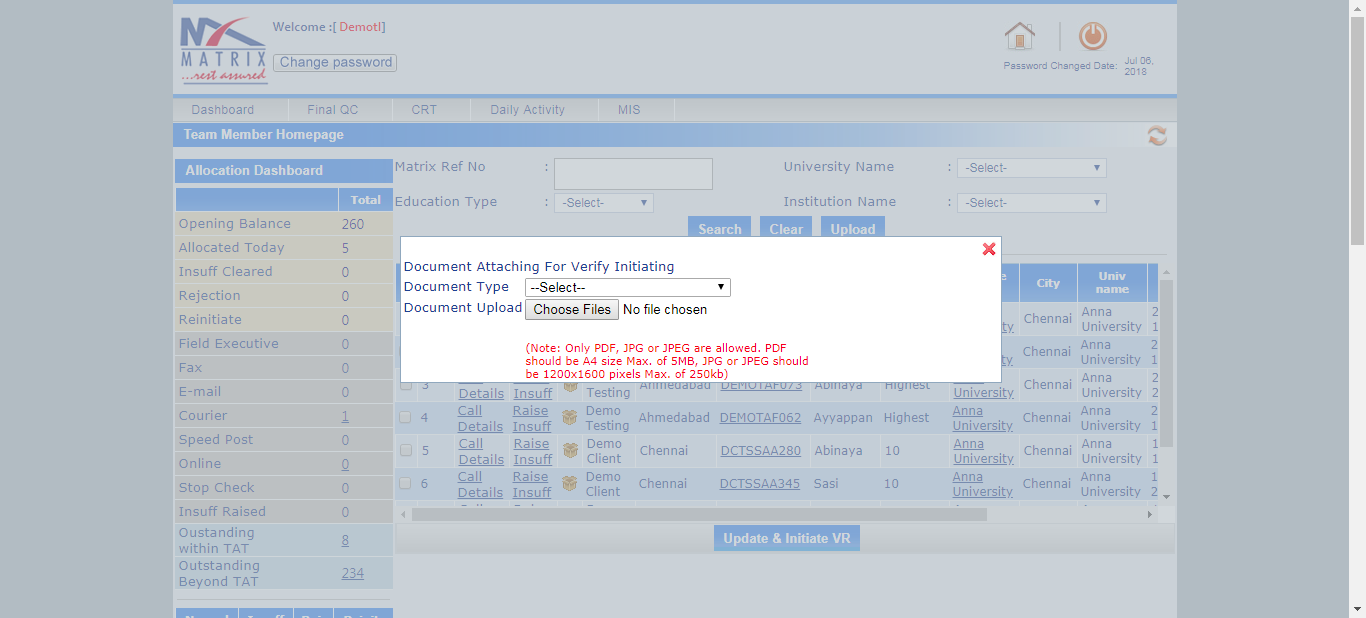 Welcome :[ Demotl]
MATRIX
...rest assured
Change password
Password Changed Date: Jul 06, 2018
Dashboard Final QC CRT Daily Activity MIS
Team Member Homepage
Allocation Dashboard
Total
Opening Balance 260
Allocated Today 5
Insuff Cleared 0
Rejection 0
Reinitiate 0
Field Executive 0
Fax 0
E-mail 0
Courier 1
Speed Post 0
Online 0
Stop Check 0
Insuff Raised 0
Oustanding within TAT 8
Oustanding Beyond TAT 234
Matrix Ref No : University Name : -Select-
Education Type : -Select- Institution Name : -Select-
Search Clear Upload
Document Attaching For Verify Initiating
Document Type --Select--
Document Upload Choose Files No file chosen
(Note: Only PDF, JPG or JPEG are allowed. PDF
should be A4 size Max. of 5MB, JPG or JPEG should
be 1200x1600 pixels Max. of 250kb)
City Univ name
Chennai Anna University
Chennai Anna University
3 Details Insuff Testing Ahmedabad DEMOTAF073 Abinaya Highest University Chennai Anna University
4 Call Details Raise Insuff Demo Testing Ahmedabad DEMOTAF062 Ayyappan Highest Anna University Chennai Anna University
5 Call Details Raise Insuff Demo Client Chennai DCTSSAA280 Abinaya 10 Anna University Chennai Anna University
6 Call Details Raise Insuff Demo Client Chennai DCTSSAA345 Sasi 10 Anna University Chennai Anna University
Update & Initiate VR